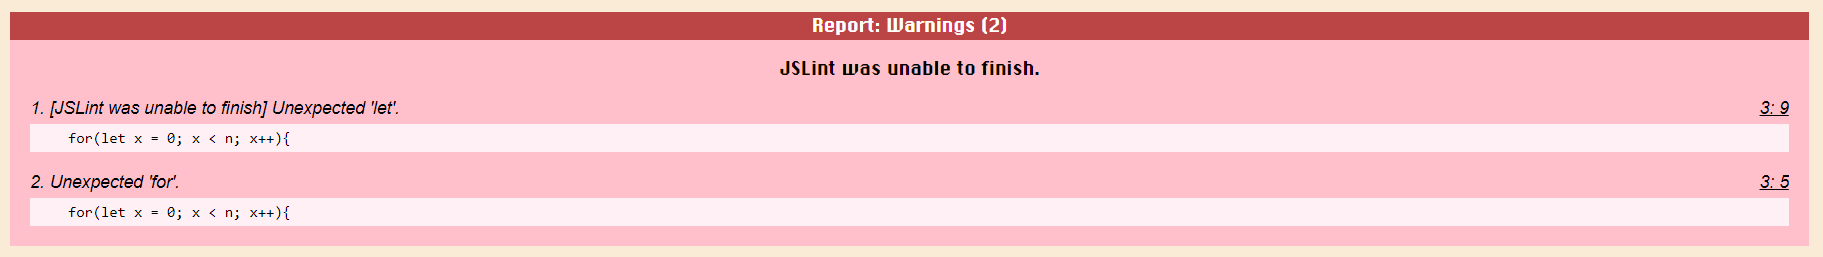 Report: Warnings (2)
JSLint was unable to finish.
1. [JSLint was unable to finish] Unexpected 'let'. 3: 9
for(let x = 0; x < n; x++){
2. Unexpected 'for'. 3: 5
for(let x = 0; x < n; x++){